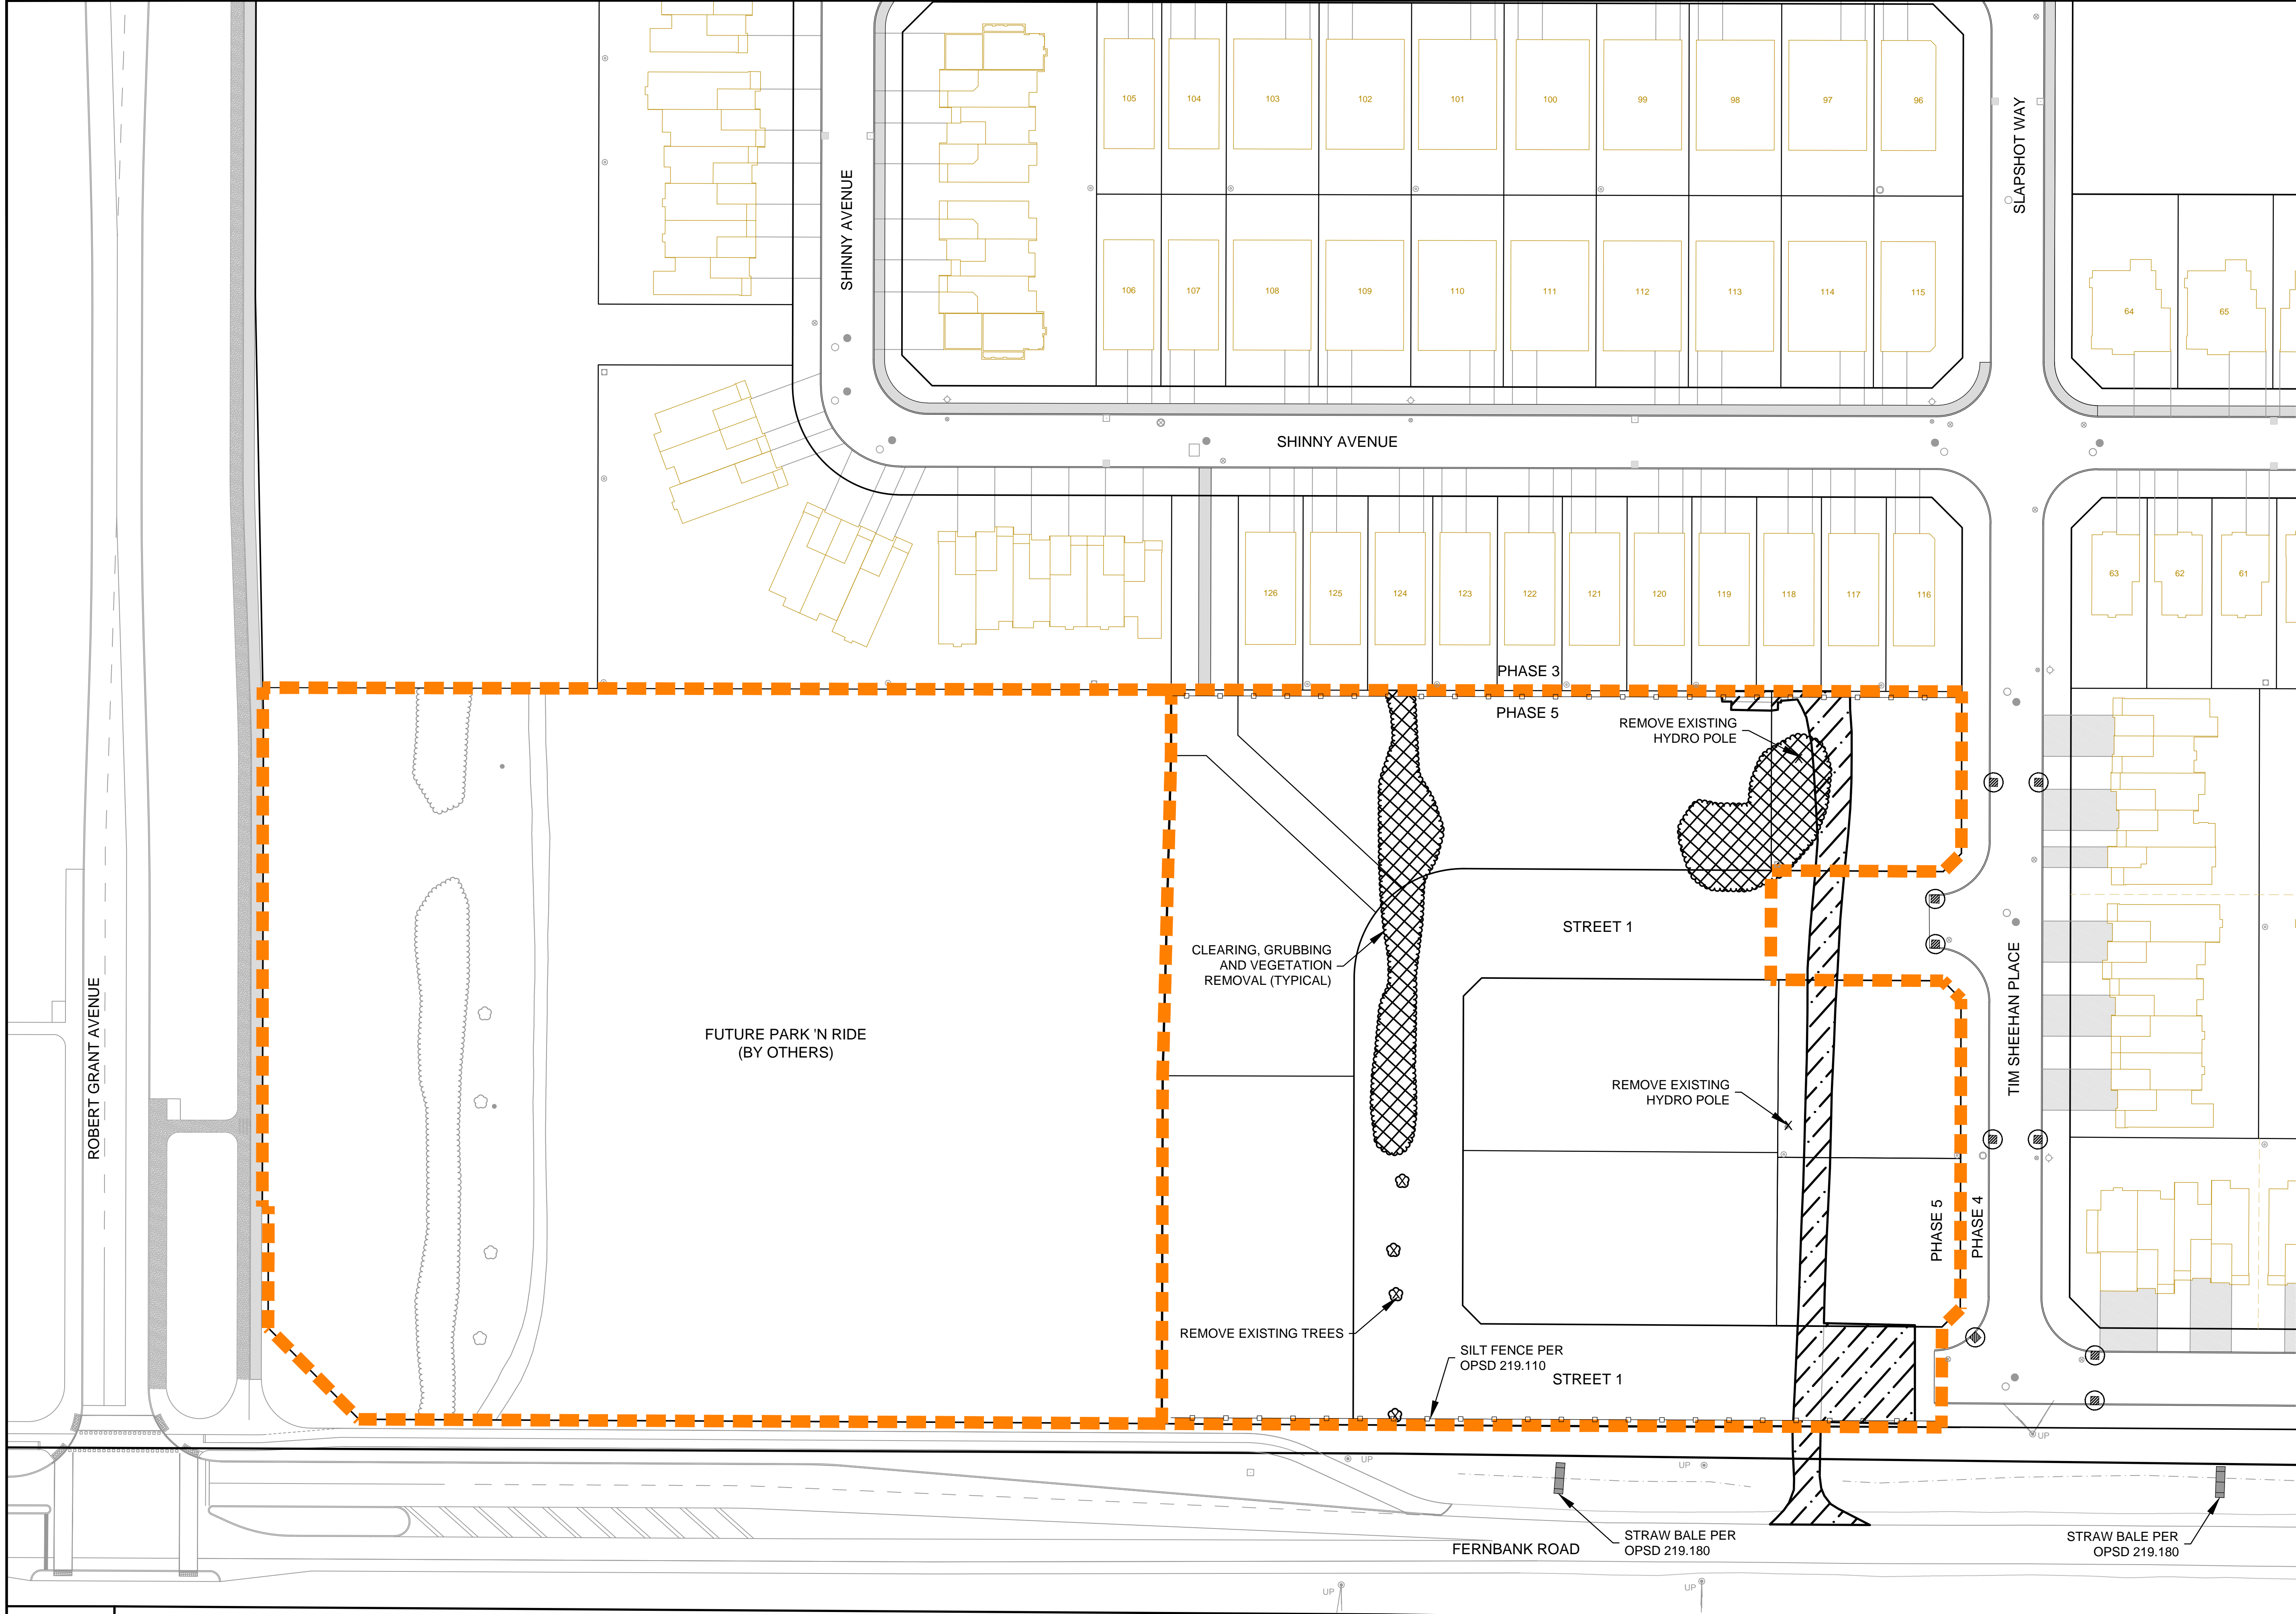 105
104
103
102
101
100
99
98
97
96
SLAPSHOT WAY
SHINNY AVENUE
106
107
108
109
110
111
112
113
114
115
64
65
SHINNY AVENUE
126
125
124
123
122
121
120
119
118
117
116
63
62
61
PHASE 3
PHASE 5
REMOVE EXISTING
HYDRO POLE
STREET 1
CLEARING, GRUBBING
AND VEGETATION
REMOVAL (TYPICAL)
ROBERT GRANT AVENUE
FUTURE PARK 'N RIDE
(BY OTHERS)
TIM SHEEHAN PLACE
REMOVE EXISTING
HYDRO POLE
PHASE 5
PHASE 4
REMOVE EXISTING TREES
SILT FENCE PER
OPSD 219.110
STREET 1
UP
UP
UP
STRAW BALE PER
OPSD 219.180
STRAW BALE PER
OPSD 219.180
FERNBANK ROAD
UP
UP